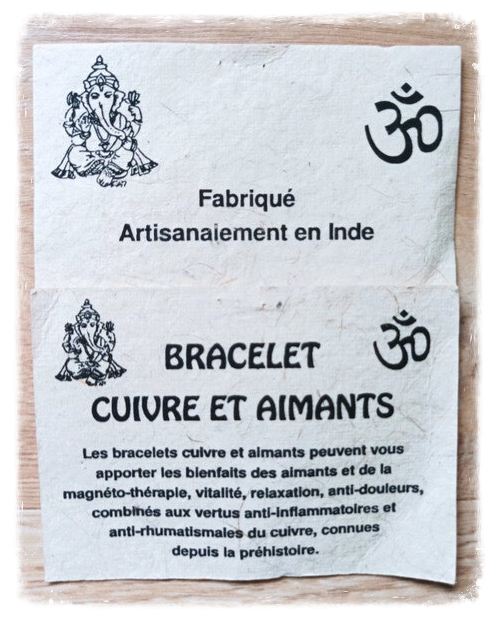 ॐ
Fabriqué
Artisanaiement en Inde
ॐ
BRACELET
CUIVRE ET AIMANTS
Les bracelets cuivre et aimants peuvent vous
apporter les bienfaits des aimants et de la
magnéto-thérapie, vitalité, relaxation, anti-douleurs,
combinés aux vertus anti-inflammatoires et
anti-rhumatismales du cuivre, connues
depuis la préhistoire.